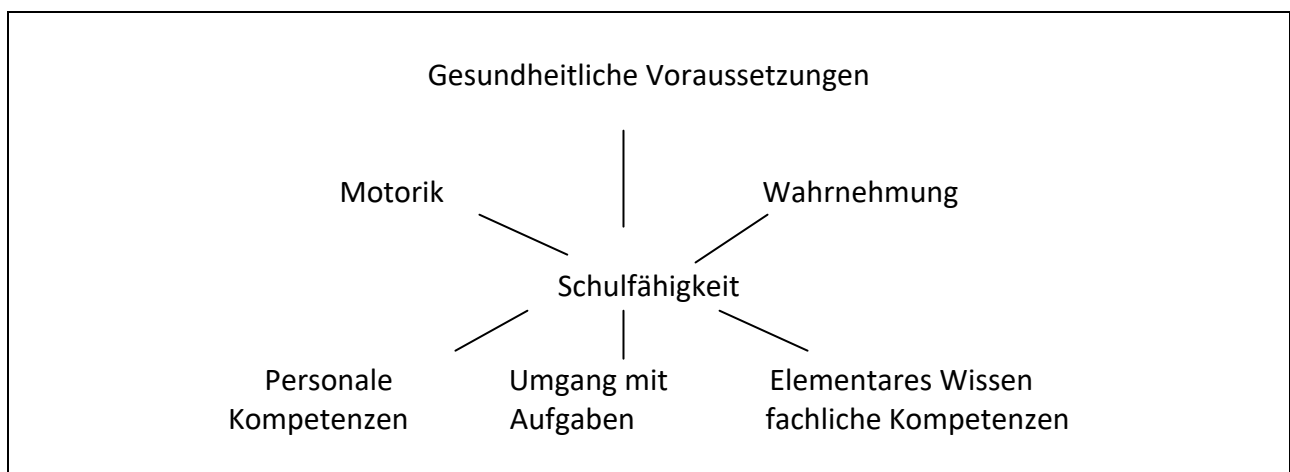 Gesundheitliche Voraussetzungen
Motorik
Wahrnehmung
Schulfähigkeit
Personale
Kompetenzen
Umgang mit
Aufgaben
Elementares Wissen
fachliche Kompetenzen